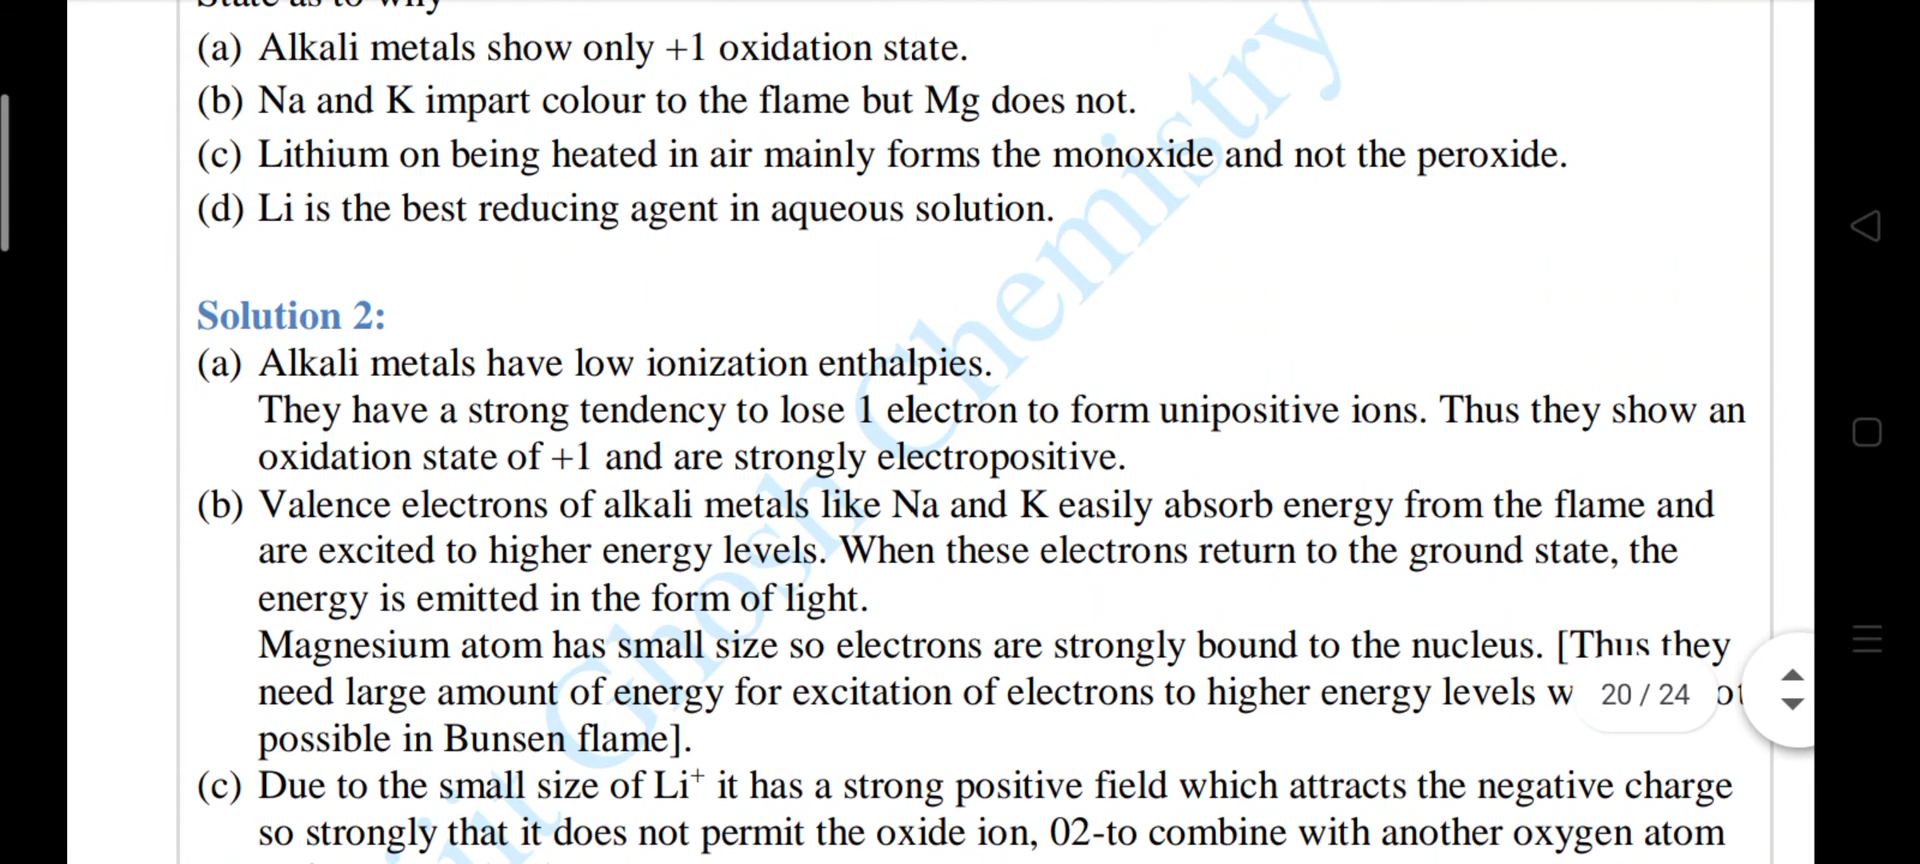 State as to why
(a) Alkali metals show only +1 oxidation state.
(b) Na and K impart colour to the flame but Mg does not.
(c) Lithium on being heated in air mainly forms the monoxide and not the peroxide.
(d) Li is the best reducing agent in aqueous solution.
Solution 2:
(a) Alkali metals have low ionization enthalpies.
They have a strong tendency to lose 1 electron to form unipositive ions. Thus they show an
oxidation state of +1 and are strongly electropositive.
(b) Valence electrons of alkali metals like Na and K easily absorb energy from the flame and
are excited to higher energy levels. When these electrons return to the ground state, the
energy is emitted in the form of light.
Magnesium atom has small size so electrons are strongly bound to the nucleus. [Thus they
need large amount of energy for excitation of electrons to higher energy levels
20 / 24
possible in Bunsen flame].
(c) Due to the small size of Li⁺ it has a strong positive field which attracts the negative charge
so strongly that it does not permit the oxide ion, 02-to combine with another oxygen atom
Ghosh Chemistry